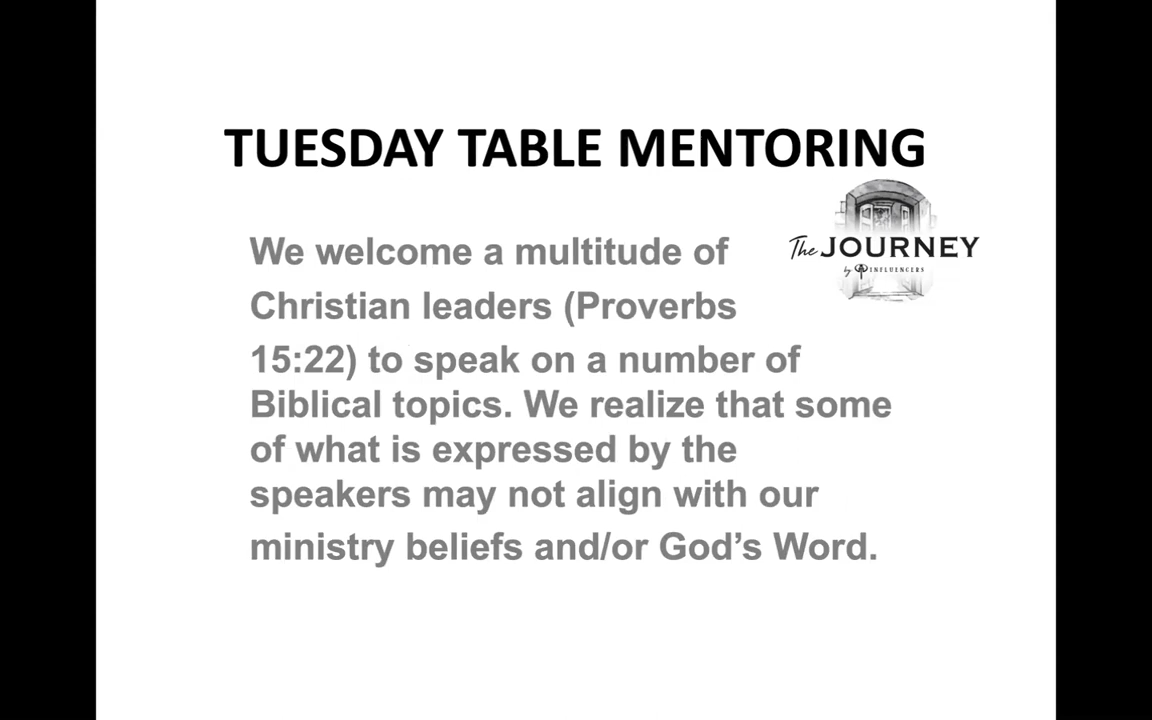 TUESDAY TABLE MENTORING
The JOURNEY
by INFLUENCERS
We welcome a multitude of
Christian leaders (Proverbs
15:22) to speak on a number of
Biblical topics. We realize that some
of what is expressed by the
speakers may not align with our
ministry beliefs and/or God’s Word.